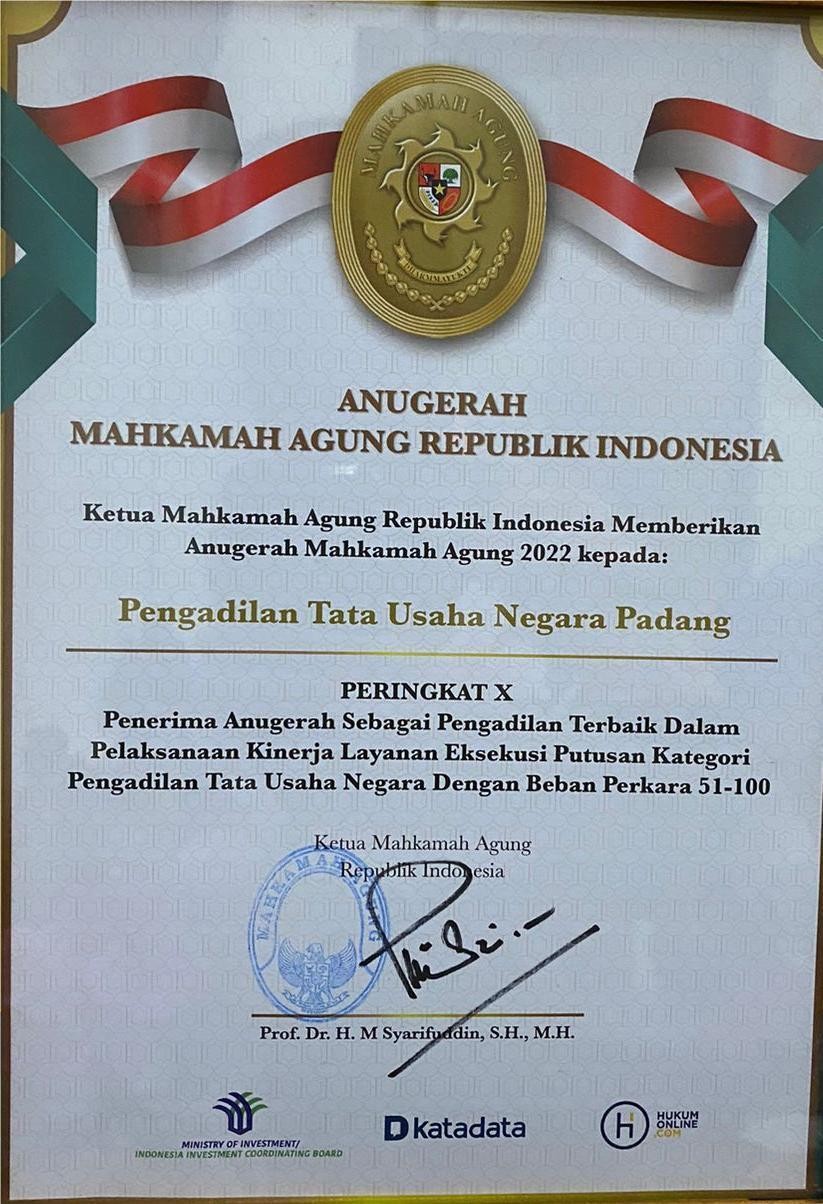 MAHKAMAH AGUNG
DHARMMAYUKTI
ANUGERAH
MAHKAMAH AGUNG REPUBLIK INDONESIA
Ketua Mahkamah Agung Republik Indonesia Memberikan
Anugerah Mahkamah Agung 2022 kepada:
Pengadilan Tata Usaha Negara Padang
PERINGKAT X
Penerima Anugerah Sebagai Pengadilan Terbaik Dalam
Pelaksanaan Kinerja Layanan Eksekusi Putusan Kategori
Pengadilan Tata Usaha Negara Dengan Beban Perkara 51-100
Ketua Mahkamah Agung
Republik Indonesia
MAHKAMAH AGUNG
Prof. Dr. H. M Syarifuddin, S.H., M.H.
MINISTRY OF INVESTMENT/
INDONESIA INVESTMENT COORDINATING BOARD
katadata
HUKUM
ONLINE
.COM